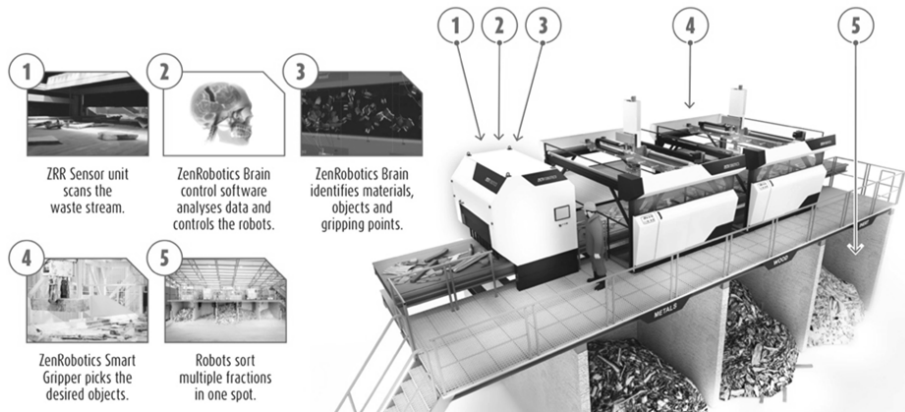 1
2
3
4
5
1
ZRR Sensor unit
scans the
waste stream.
2
ZenRobotics Brain
control software
analyses data and
controls the robots.
3
ZenRobotics Brain
identifies materials,
objects and
gripping points.
4
ZenRobotics Smart
Gripper picks the
desired objects.
5
Robots sort
multiple fractions
in one spot.
METALS
WOOD